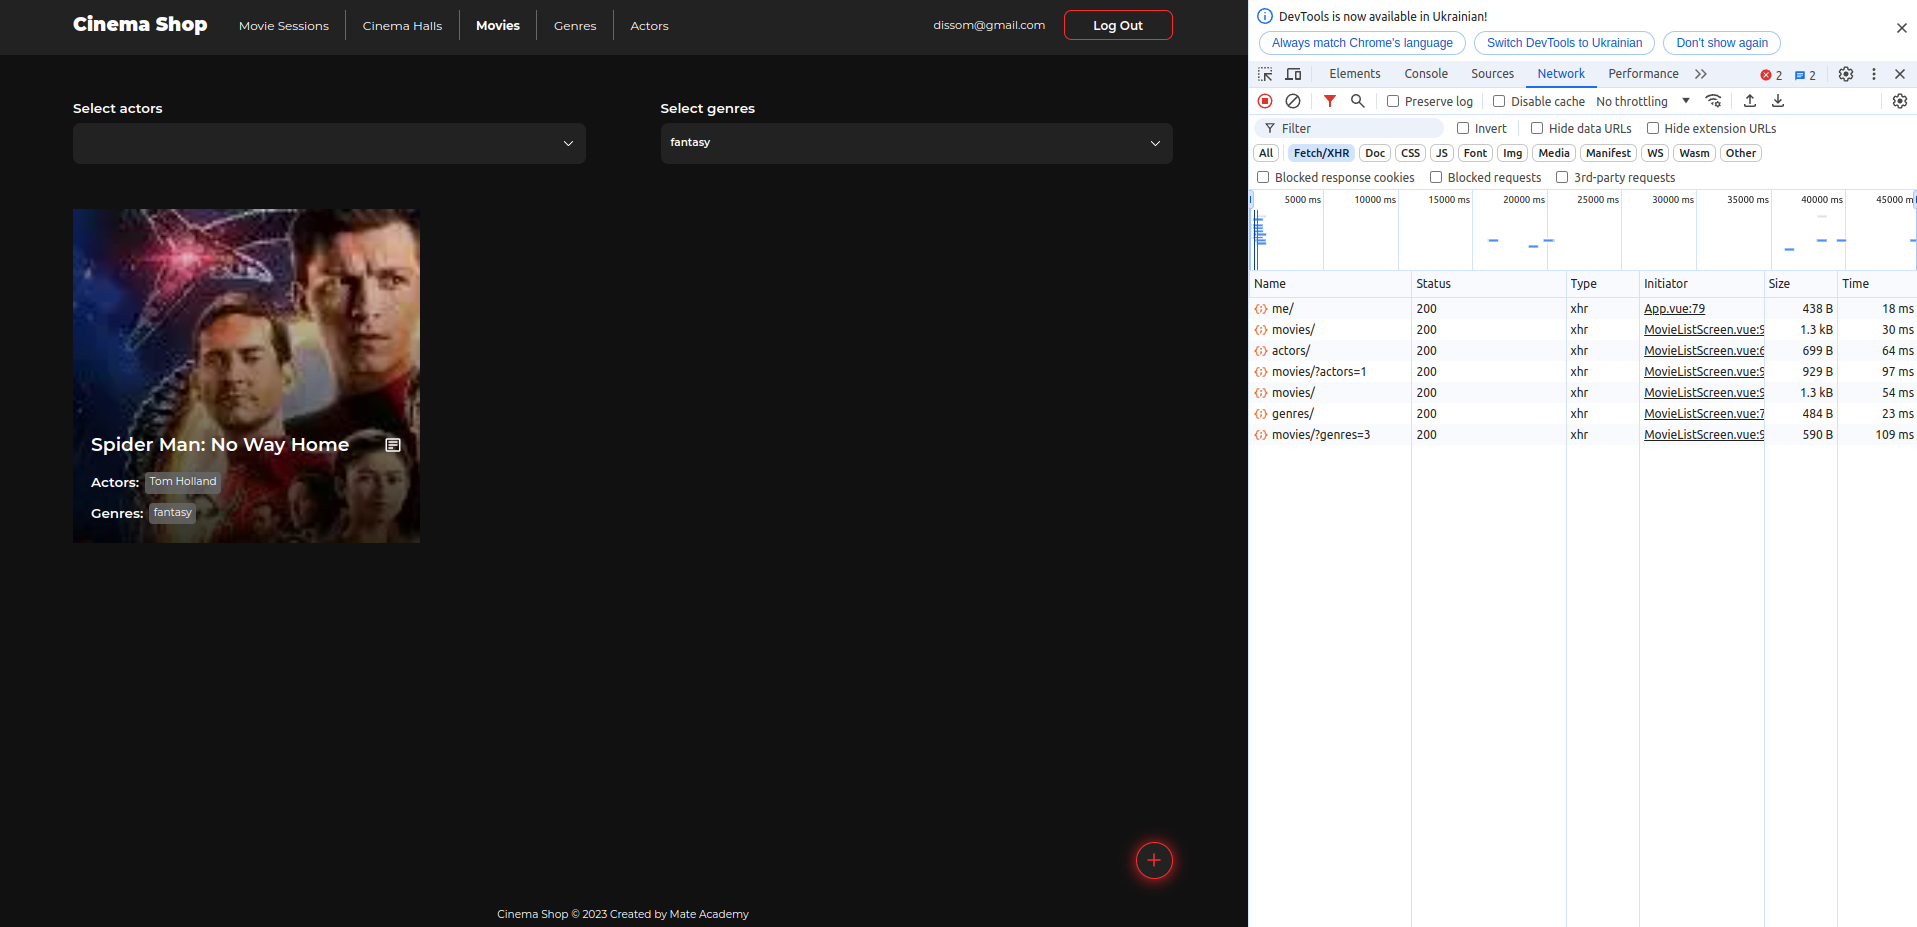 Cinema Shop
Movie Sessions
Cinema Halls
Movies
Genres
Actors
dissom@gmail.com
Log Out
Select actors
Select genres
fantasy
Spider Man: No Way Home
Actors: Tom Holland
Genres: fantasy
Cinema Shop © 2023 Created by Mate Academy
DevTools is now available in Ukrainian!
Always match Chrome's language
Switch DevTools to Ukrainian
Don't show again
Elements
Console
Sources
Network
Performance
2
2
Preserve log
Disable cache
No throttling
Filter
Invert
Hide data URLs
Hide extension URLs
All
Fetch/XHR
Doc
CSS
JS
Font
Img
Media
Manifest
WS
Wasm
Other
Blocked response cookies
Blocked requests
3rd-party requests
5000 ms
10000 ms
15000 ms
20000 ms
25000 ms
30000 ms
35000 ms
40000 ms
45000 m
Name Status Type Initiator Size Time
me/ 200 xhr App.vue:79 438 B 18 ms
movies/ 200 xhr MovieListScreen.vue:9 1.3 kB 30 ms
actors/ 200 xhr MovieListScreen.vue:6 699 B 64 ms
movies/?actors=1 200 xhr MovieListScreen.vue:9 929 B 97 ms
movies/ 200 xhr MovieListScreen.vue:9 1.3 kB 54 ms
genres/ 200 xhr MovieListScreen.vue:7 484 B 23 ms
movies/?genres=3 200 xhr MovieListScreen.vue:9 590 B 109 ms